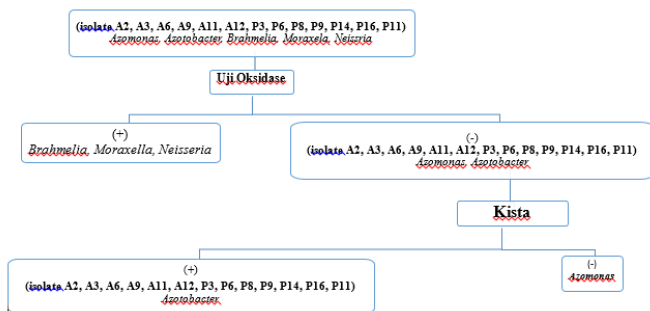 (isolate A2, A3, A6, A9, A11, A12, P3, P6, P8, P9, P14, P16, P11)
Azomonas, Azotobacter, Brahmelia, Moraxela, Neissria
Uji Oksidase
(+)
Brahmelia, Moraxella, Neisseria
(-)
(isolate A2, A3, A6, A9, A11, A12, P3, P6, P8, P9, P14, P16, P11)
Azomonas, Azotobacter
Kista
(+)
(isolate A2, A3, A6, A9, A11, A12, P3, P6, P8, P9, P14, P16, P11)
Azotobacter
(-)
Azomonas